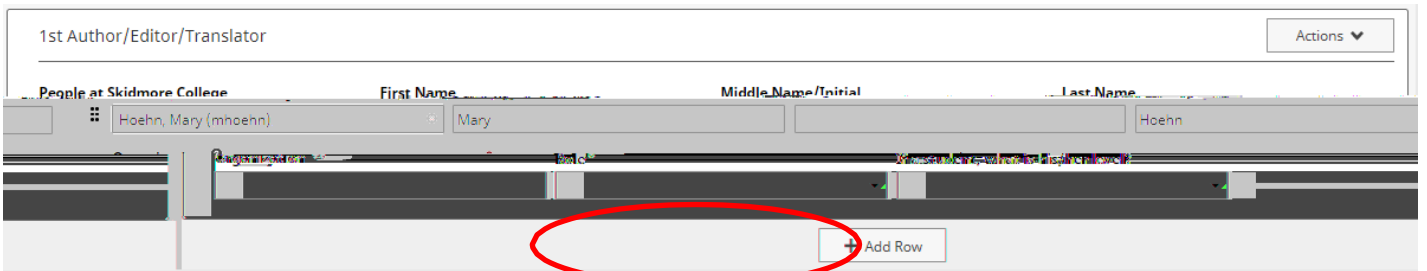 1st Author/Editor/Translator
Actions
People at Skidmore College First Name Middle Name/Initial Last Name
Hoehn, Mary (mhoehn) Mary Hoehn
Add Row